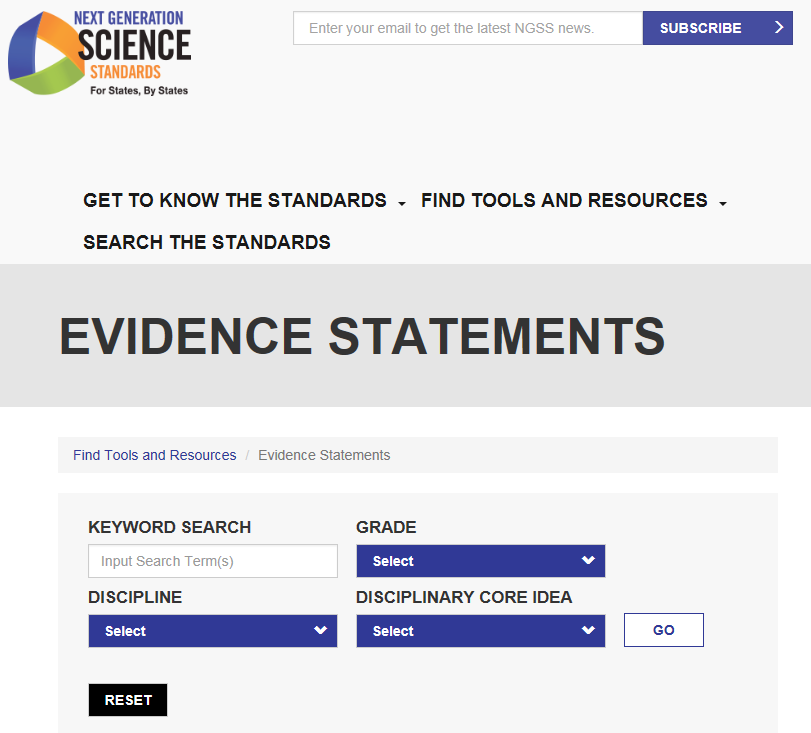 NEXT GENERATION
SCIENCE
STANDARDS
For States, By States
Enter your email to get the latest NGSS news.
SUBSCRIBE
GET TO KNOW THE STANDARDS
FIND TOOLS AND RESOURCES
SEARCH THE STANDARDS
EVIDENCE STATEMENTS
Find Tools and Resources / Evidence Statements
KEYWORD SEARCH
GRADE
Input Search Term(s)
Select
DISCIPLINE
DISCIPLINARY CORE IDEA
Select
Select
GO
RESET